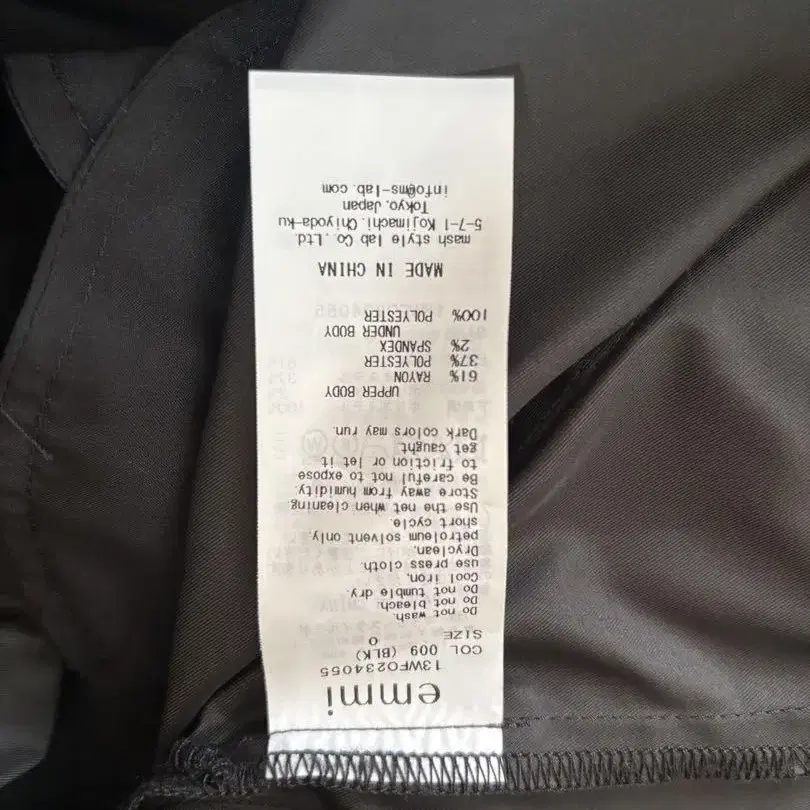 emmi
13WFO234055
COL 009 (BLK)
SIZE 0
Do not wash.
Do not bleach.
Do not tumble dry.
Cool iron,
use press cloth.
Dryclean,
petroleum solvent only,
short cycle.
Use the net when cleaning.
Store away from humidity.
Be careful not to expose
to friction or let it
get caught.
Dark colors may run.
UPPER BODY
61% RAYON
37% POLYESTER
2% SPANDEX
UNDER BODY
100% POLYESTER
MADE IN CHINA
mash style lab Co.,Ltd.
5-7-1 Kojimachi,Chiyoda-ku
Tokyo,Japan
info@ms-lab.com